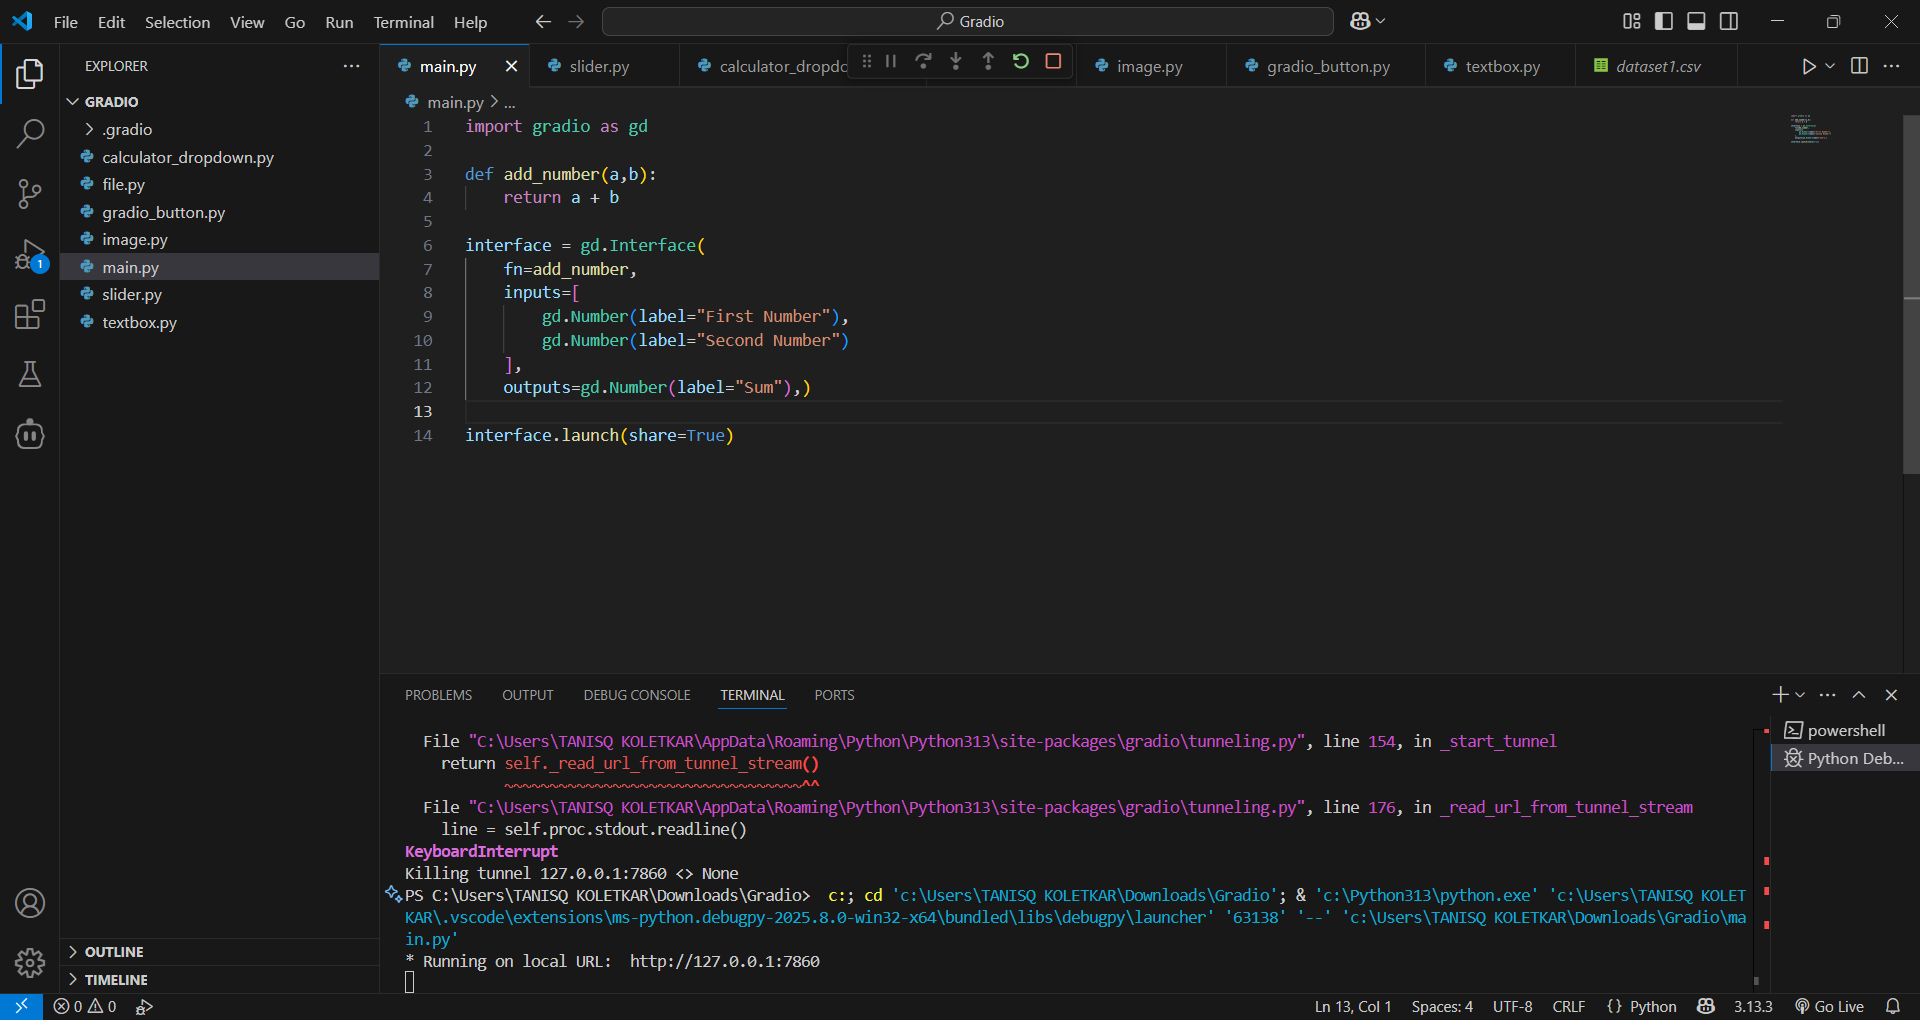 File Edit Selection View Go Run Terminal Help
Gradio
EXPLORER
GRADIO
.gradio
calculator_dropdown.py
file.py
gradio_button.py
image.py
main.py
slider.py
textbox.py
OUTLINE
TIMELINE
1
main.py
slider.py
calculator_dropdo
image.py
gradio_button.py
textbox.py
dataset1.csv
main.py > ...
1 import gradio as gd
2
3 def add_number(a,b):
4     return a + b
5
6 interface = gd.Interface(
7     fn=add_number,
8     inputs=[
9         gd.Number(label="First Number"),
10         gd.Number(label="Second Number")
11     ],
12     outputs=gd.Number(label="Sum"),)
13
14 interface.launch(share=True)
PROBLEMS OUTPUT DEBUG CONSOLE TERMINAL PORTS
File "C:\Users\TANISQ KOLETKAR\AppData\Roaming\Python\Python313\site-packages\gradio\tunneling.py", line 154, in _start_tunnel
return self._read_url_from_tunnel_stream()
~~~~~~~~~~~~~~~~~~~~~~~~~~~~~~~~~^^
File "C:\Users\TANISQ KOLETKAR\AppData\Roaming\Python\Python313\site-packages\gradio\tunneling.py", line 176, in _read_url_from_tunnel_stream
line = self.proc.stdout.readline()
KeyboardInterrupt
Killing tunnel 127.0.0.1:7860 <> None
PS C:\Users\TANISQ KOLETKAR\Downloads\Gradio>  c:; cd 'c:\Users\TANISQ KOLETKAR\Downloads\Gradio'; & 'c:\Python313\python.exe' 'c:\Users\TANISQ KOLET
KAR\.vscode\extensions\ms-python.debugpy-2025.8.0-win32-x64\bundled\libs\debugpy\launcher' '63138' '--' 'c:\Users\TANISQ KOLETKAR\Downloads\Gradio\ma
in.py'
* Running on local URL:  http://127.0.0.1:7860
powershell
Python Deb...
0 0
Ln 13, Col 1 Spaces: 4 UTF-8 CRLF {} Python 3.13.3 Go Live